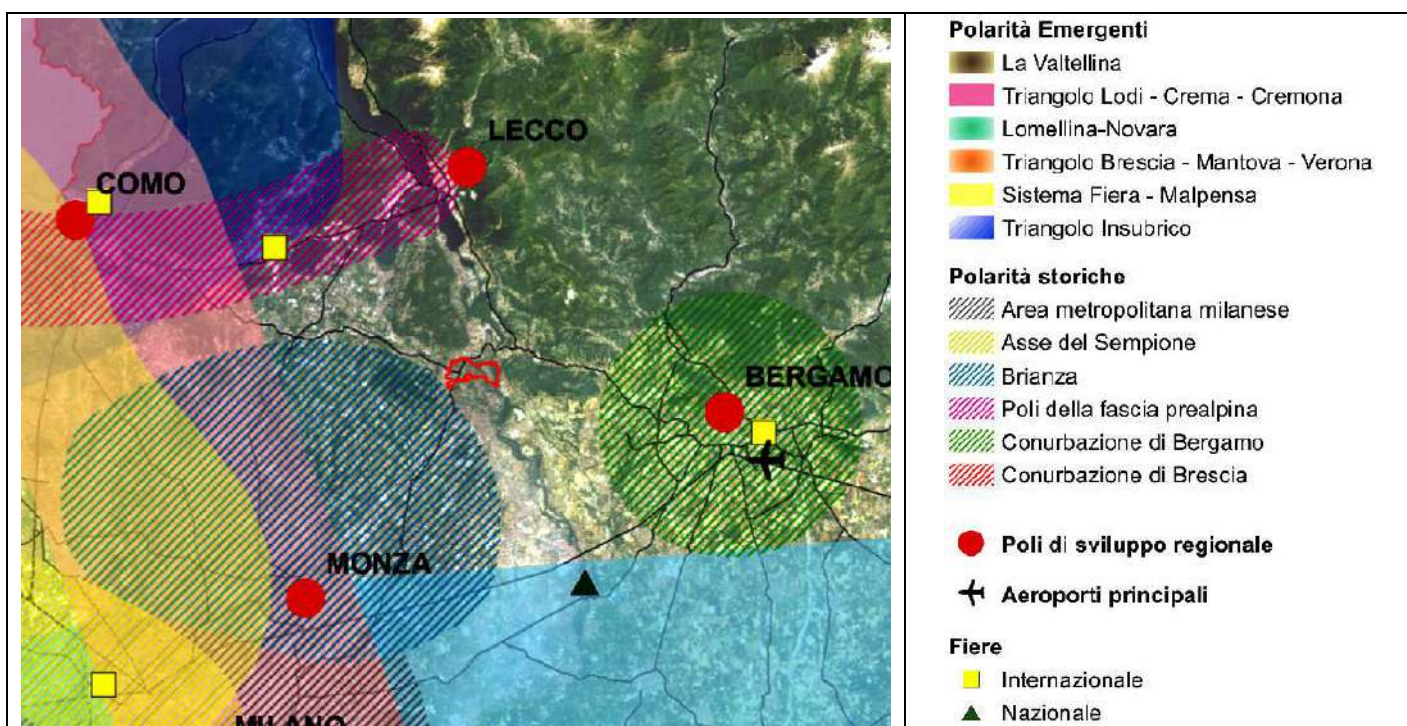 LECCO
COMO
BERGAMO
MONZA
MILANO
Polarità Emergenti
La Valtellina
Triangolo Lodi - Crema - Cremona
Lomellina-Novara
Triangolo Brescia - Mantova - Verona
Sistema Fiera - Malpensa
Triangolo Insubrico
Polarità storiche
Area metropolitana milanese
Asse del Sempione
Brianza
Poli della fascia prealpina
Conurbazione di Bergamo
Conurbazione di Brescia
Poli di sviluppo regionale
Aeroporti principali
Fiere
Internazionale
Nazionale